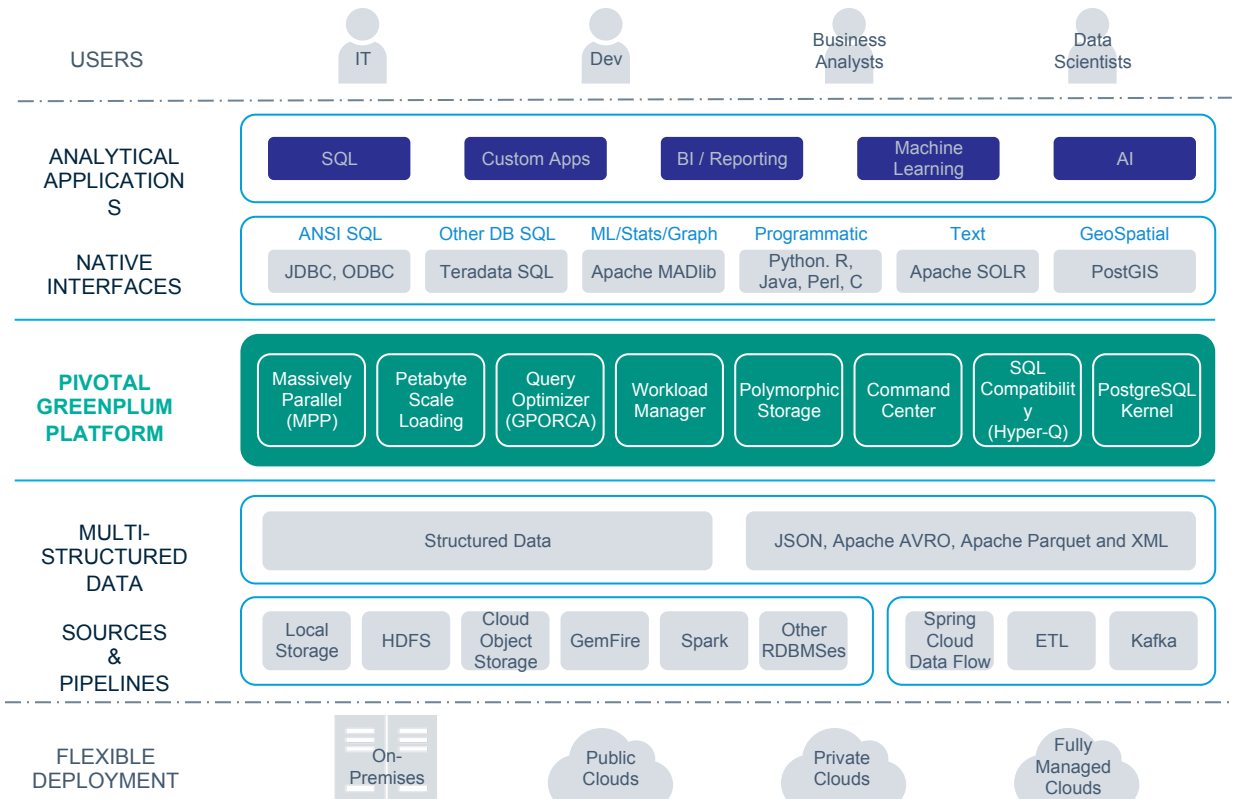 USERS
IT
Dev
Business
Analysts
Data
Scientists
ANALYTICAL
APPLICATION
S
SQL
Custom Apps
BI / Reporting
Machine
Learning
AI
NATIVE
INTERFACES
ANSI SQL
Other DB SQL
ML/Stats/Graph
Programmatic
Text
GeoSpatial
JDBC, ODBC
Teradata SQL
Apache MADlib
Python. R,
Java, Perl, C
Apache SOLR
PostGIS
PIVOTAL
GREENPLUM
PLATFORM
Massively
Parallel
(MPP)
Petabyte
Scale
Loading
Query
Optimizer
(GPORCA)
Workload
Manager
Polymorphic
Storage
Command
Center
SQL
Compatibilit
y
(Hyper-Q)
PostgreSQL
Kernel
MULTI-
STRUCTURED
DATA
Structured Data
JSON, Apache AVRO, Apache Parquet and XML
SOURCES
&
PIPELINES
Local
Storage
HDFS
Cloud
Object
Storage
GemFire
Spark
Other
RDBMSes
Spring
Cloud
Data Flow
ETL
Kafka
FLEXIBLE
DEPLOYMENT
On-
Premises
Public
Clouds
Private
Clouds
Fully
Managed
Clouds